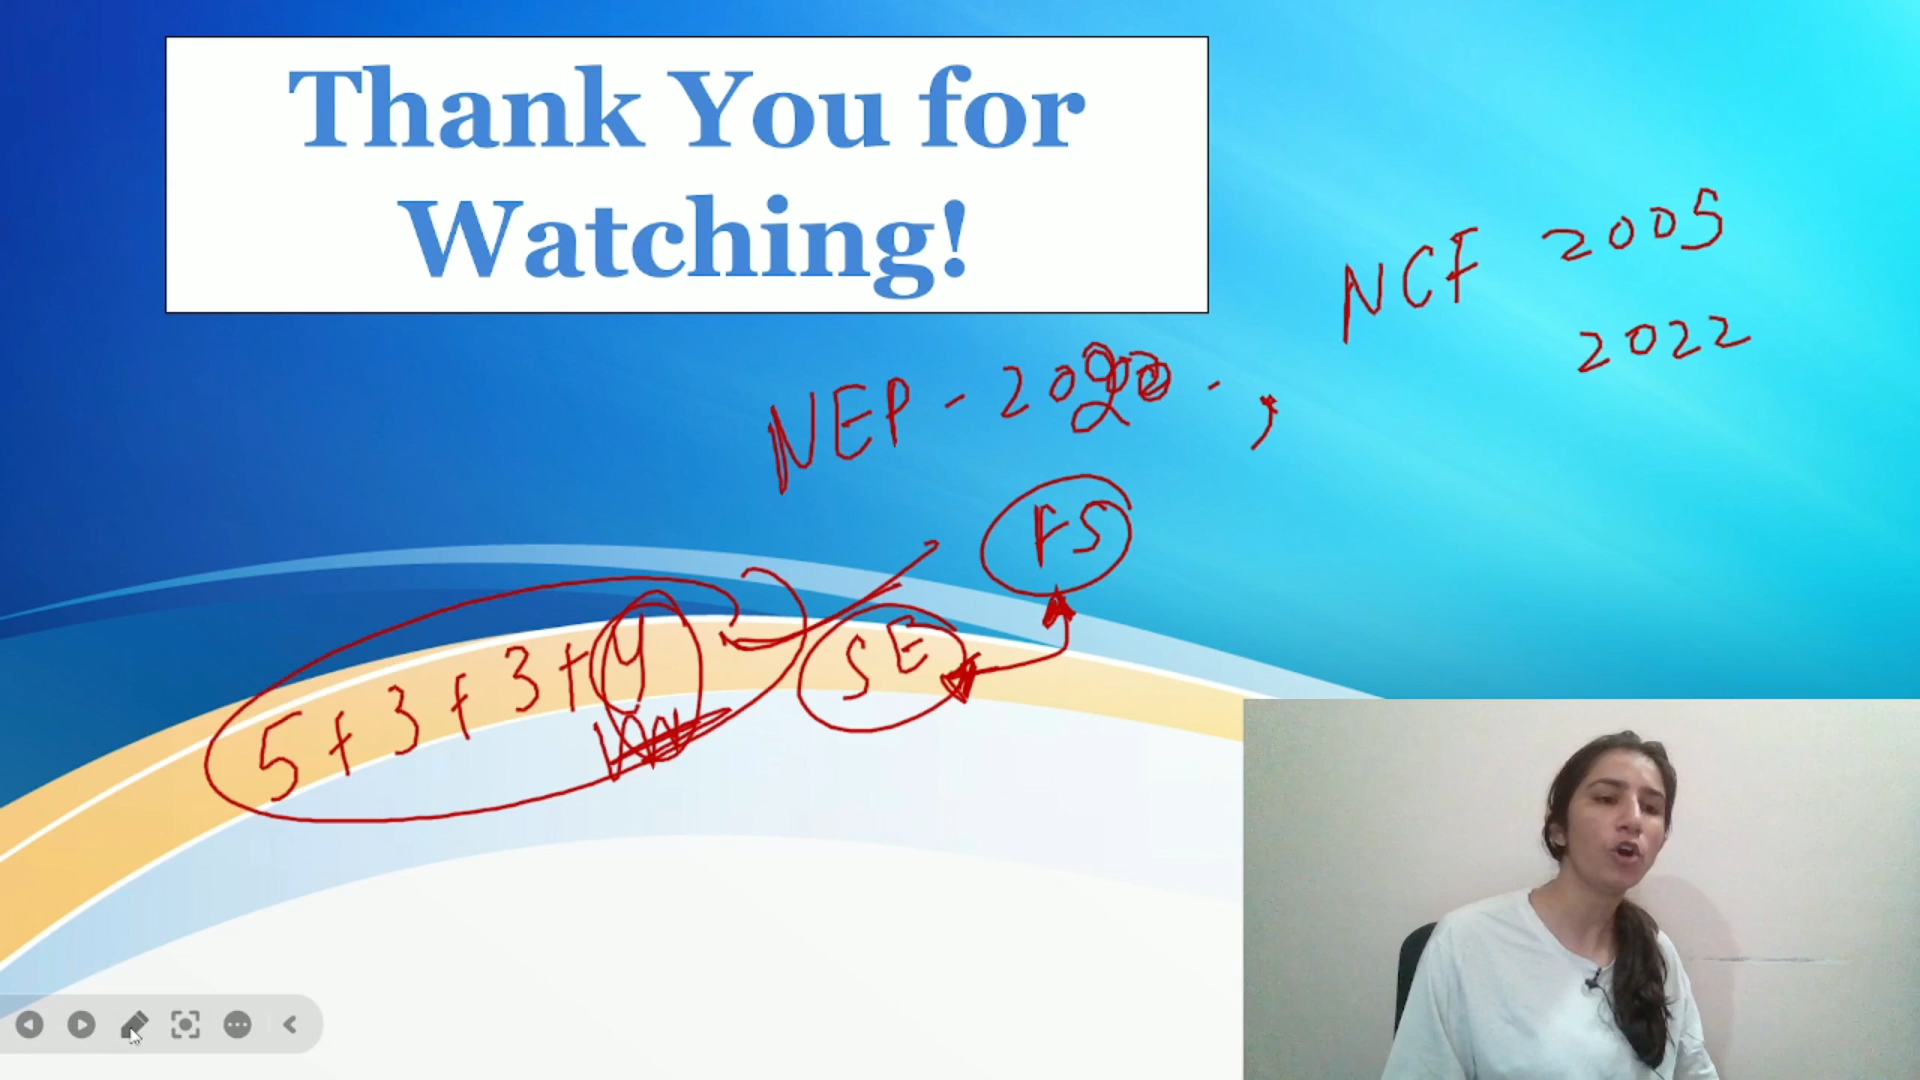 Thank You for
Watching!
NCF 2005
2022
NEP - 2020
FS
SE
5+3+3+4